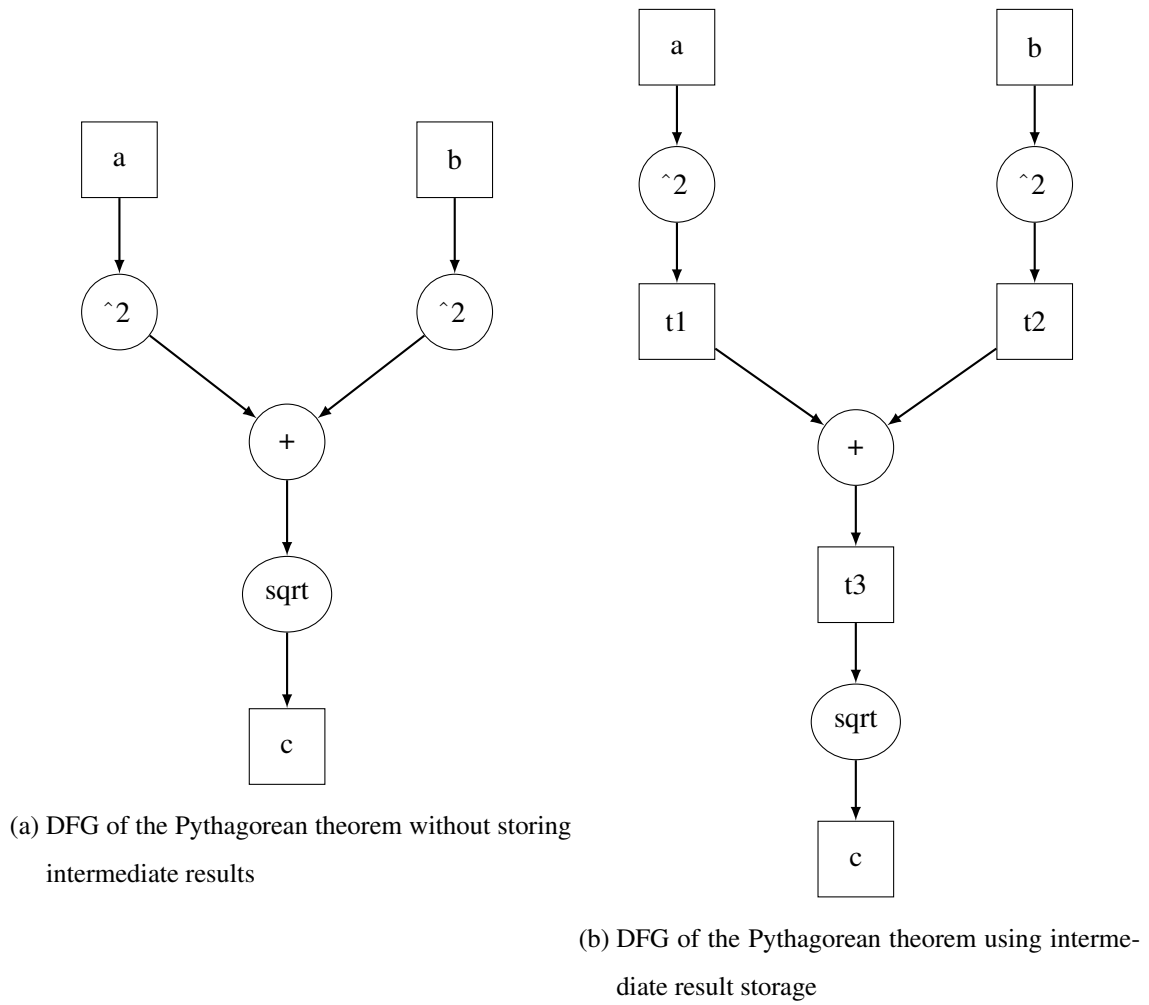 a
b
ˆ2
ˆ2
+
sqrt
c
(a) DFG of the Pythagorean theorem without storing
intermediate results
a
b
ˆ2
ˆ2
t1
t2
+
t3
sqrt
c
(b) DFG of the Pythagorean theorem using interme-
diate result storage